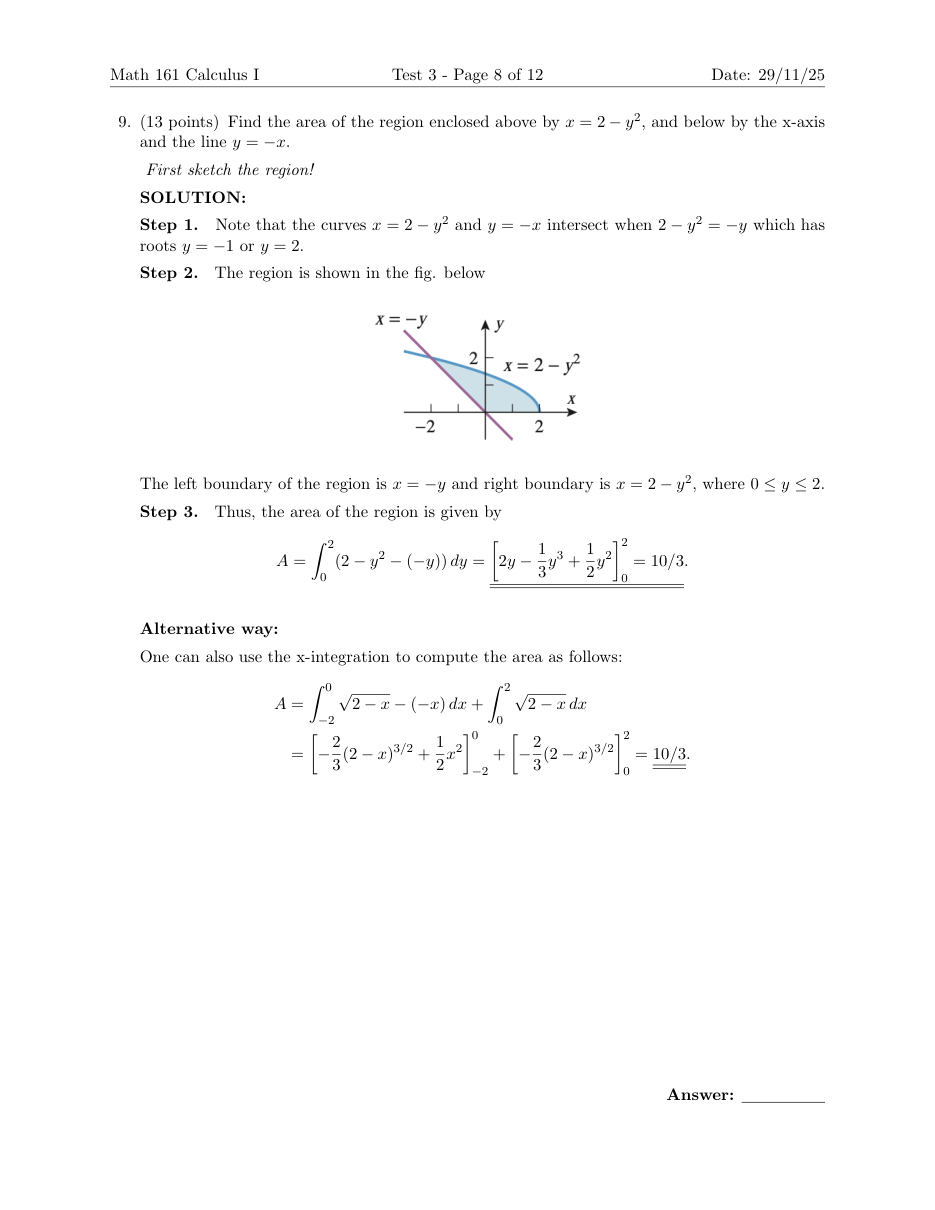 Math 161 Calculus I Test 3 - Page 8 of 12 Date: 29/11/25
9. (13 points) Find the area of the region enclosed above by x = 2 − y², and below by the x-axis
and the line y = −x.
First sketch the region!
SOLUTION:
Step 1. Note that the curves x = 2 − y² and y = −x intersect when 2 − y² = −y which has
roots y = −1 or y = 2.
Step 2. The region is shown in the fig. below
x = −y
y
2
x = 2 − y²
x
−2 2
The left boundary of the region is x = −y and right boundary is x = 2 − y², where 0 ≤ y ≤ 2.
Step 3. Thus, the area of the region is given by
A = ∫₀² (2 − y² − (−y)) dy = [2y − 1/3 y³ + 1/2 y²]₀² = 10/3.
Alternative way:
One can also use the x-integration to compute the area as follows:
A = ∫₋₂⁰ √(2 − x) − (−x) dx + ∫₀² √(2 − x) dx
= [−2/3 (2 − x)^{3/2} + 1/2 x²]₋₂⁰ + [−2/3 (2 − x)^{3/2}]₀² = 10/3.
Answer: